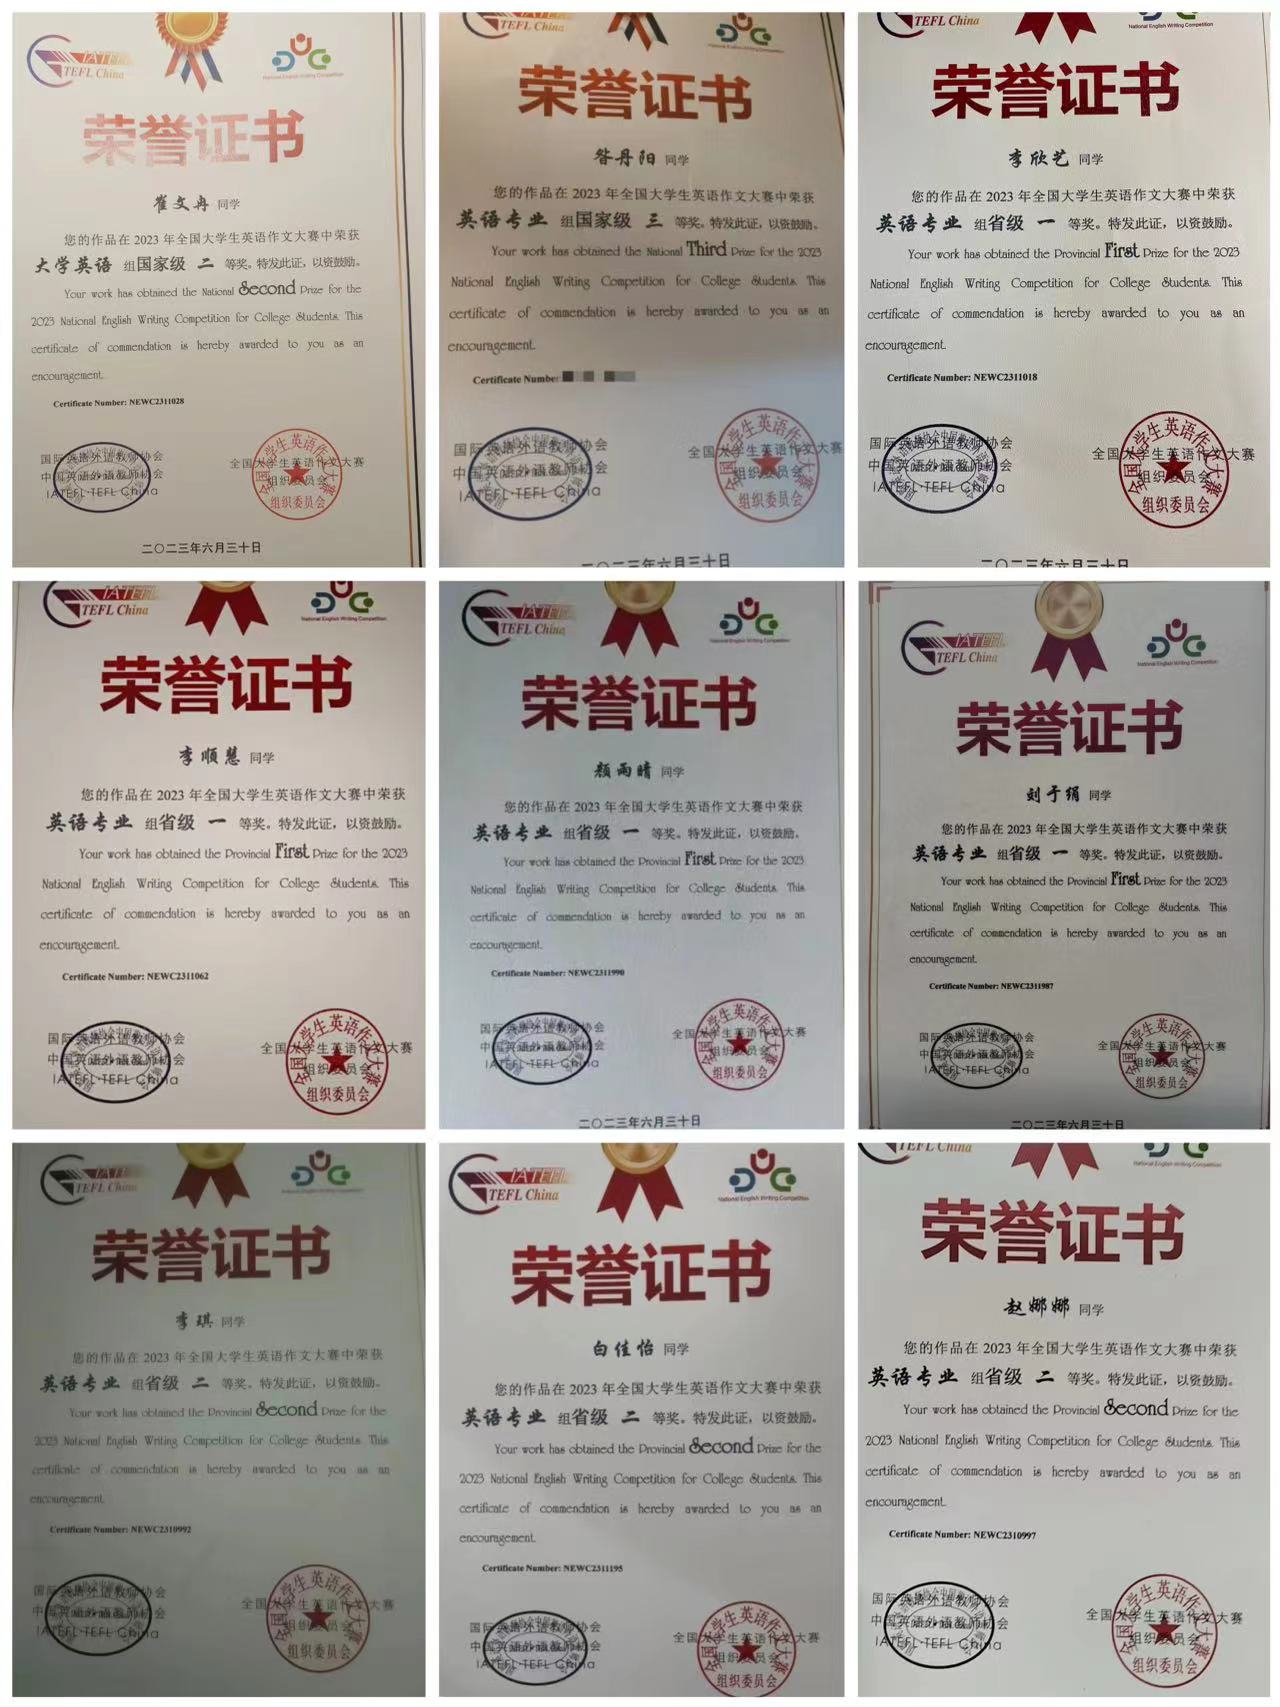 IATEFL
TEFL China
National English Writing Competition
荣誉证书
崔文冉 同学
您的作品在 2023 年全国大学生英语作文大赛中荣获
大学英语 组国家级 二 等奖。特发此证，以资鼓励。
Your work has obtained the National Second Prize for the
2023 National English Writing Competition for College Students. This
certificate of commendation is hereby awarded to you as an
encouragement.
Certificate Number: NEWC2311028
国际英语外语教师协会
中国英语外语教师协会
IATEFL·TEFL China
全国大学生英语作文大赛
组织委员会
二〇二三年六月三十日
TEFL China
荣誉证书
昝丹阳 同学
您的作品在 2023 年全国大学生英语作文大赛中荣获
英语专业 组国家级 三 等奖。特发此证，以资鼓励。
Your work has obtained the National Third Prize for the 2023
National English Writing Competition for College Students. This
certificate of commendation is hereby awarded to you as an
encouragement.
Certificate Number:
国际英语外语教师协会
中国英语外语教师协会
IATEFL·TEFL China
全国大学生英语作文大赛
组织委员会
二〇二三年六月三十日
TEFL China
National English Writing Competition
荣誉证书
李欣艺 同学
您的作品在 2023 年全国大学生英语作文大赛中荣获
英语专业 组省级 一 等奖。特发此证，以资鼓励。
Your work has obtained the Provincial First Prize for the 2023
National English Writing Competition for College Students. This
certificate of commendation is hereby awarded to you as an
encouragement.
Certificate Number: NEWC2311018
国际英语外语教师协会
中国英语外语教师协会
IATEFL·TEFL China
全国大学生英语作文大赛
组织委员会
二〇二三年六月三十日
IATEFL
TEFL China
National English Writing Competition
荣誉证书
李顺慧 同学
您的作品在 2023 年全国大学生英语作文大赛中荣获
英语专业 组省级 一 等奖。特发此证，以资鼓励。
Your work has obtained the Provincial First Prize for the 2023
National English Writing Competition for College Students. This
certificate of commendation is hereby awarded to you as an
encouragement.
Certificate Number: NEWC2311062
国际英语外语教师协会
中国英语外语教师协会
IATEFL·TEFL China
全国大学生英语作文大赛
组织委员会
IATEFL
TEFL China
National English Writing Competition
荣誉证书
颜雨晴 同学
您的作品在 2023 年全国大学生英语作文大赛中荣获
英语专业 组省级 一 等奖。特发此证，以资鼓励。
Your work has obtained the Provincial First Prize for the 2023
National English Writing Competition for College Students. This
certificate of commendation is hereby awarded to you as an
encouragement.
Certificate Number: NEWC2311990
国际英语外语教师协会
中国英语外语教师协会
IATEFL·TEFL China
全国大学生英语作文大赛
组织委员会
二〇二三年六月三十日
IATEFL
TEFL China
National English Writing Competition
荣誉证书
刘于绢 同学
您的作品在 2023 年全国大学生英语作文大赛中荣获
英语专业 组省级 一 等奖。特发此证，以资鼓励。
Your work has obtained the Provincial First Prize for the 2023
National English Writing Competition for College Students. This
certificate of commendation is hereby awarded to you as an
encouragement.
Certificate Number: NEWC2311987
国际英语外语教师协会
中国英语外语教师协会
IATEFL·TEFL China
全国大学生英语作文大赛
组织委员会
二〇二三年六月三十日
IATEFL
TEFL China
National English Writing Competition
荣誉证书
李琪 同学
您的作品在 2023 年全国大学生英语作文大赛中荣获
英语专业 组省级 二 等奖。特发此证，以资鼓励。
Your work has obtained the Provincial Second Prize for the
2023 National English Writing Competition for College Students. This
certificate of commendation is hereby awarded to you as an
encouragement.
Certificate Number: NEWC2310992
国际英语外语教师协会
中国英语外语教师协会
IATEFL·TEFL China
全国大学生英语作文大赛
组织委员会
IATEFL
TEFL China
National English Writing Competition
荣誉证书
白佳怡 同学
您的作品在 2023 年全国大学生英语作文大赛中荣获
英语专业 组省级 二 等奖。特发此证，以资鼓励。
Your work has obtained the Provincial Second Prize for the
2023 National English Writing Competition for College Students. This
certificate of commendation is hereby awarded to you as an
encouragement.
Certificate Number: NEWC2311195
国际英语外语教师协会
中国英语外语教师协会
IATEFL·TEFL China
全国大学生英语作文大赛
组织委员会
TEFL China
National English Writing Competition
荣誉证书
赵娜娜 同学
您的作品在 2023 年全国大学生英语作文大赛中荣获
英语专业 组省级 二 等奖。特发此证，以资鼓励。
Your work has obtained the Provincial Second Prize for the
2023 National English Writing Competition for College Students. This
certificate of commendation is hereby awarded to you as an
encouragement.
Certificate Number: NEWC2310997
国际英语外语教师协会
中国英语外语教师协会
IATEFL·TEFL China
全国大学生英语作文大赛
组织委员会